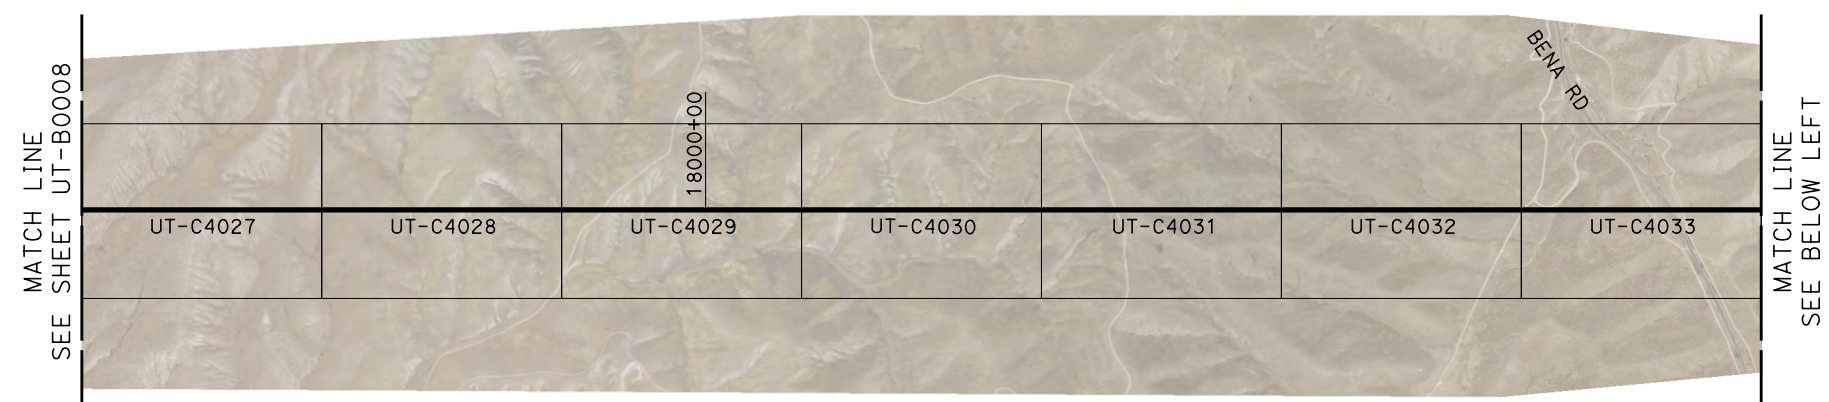 MATCH LINE
SEE SHEET UT-B0008
18000+00
BENA RD
UT-C4027
UT-C4028
UT-C4029
UT-C4030
UT-C4031
UT-C4032
UT-C4033
MATCH LINE
SEE BELOW LEFT